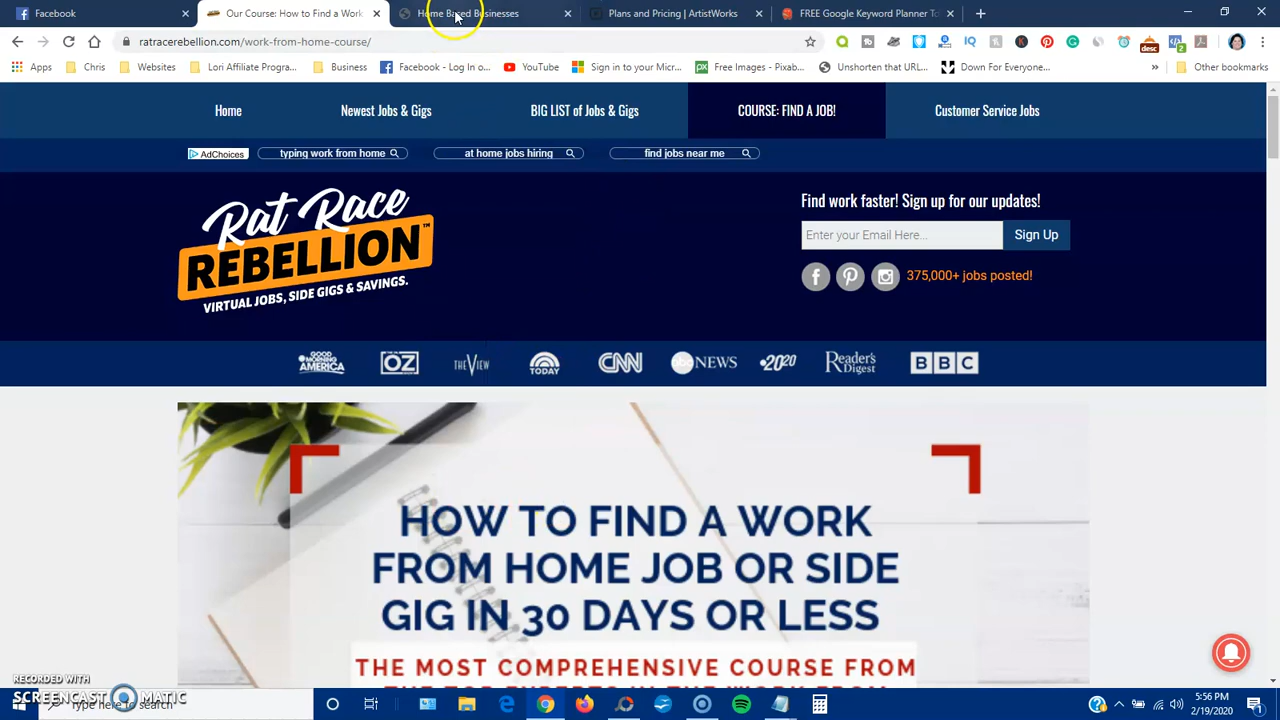 Facebook
Our Course: How to Find a Work
Home Based Businesses
Plans and Pricing | ArtistWorks
FREE Google Keyword Planner To
ratracerebellion.com/work-from-home-course/
Apps
Chris
Websites
Lori Affiliate Progra...
Business
Facebook - Log In o...
YouTube
Sign in to your Micr...
Free Images - Pixab...
Unshorten that URL...
Down For Everyone...
Other bookmarks
Home
Newest Jobs & Gigs
BIG LIST of Jobs & Gigs
COURSE: FIND A JOB!
Customer Service Jobs
AdChoices
typing work from home
at home jobs hiring
find jobs near me
Rat Race
REBELLION™
VIRTUAL JOBS, SIDE GIGS & SAVINGS.
Find work faster! Sign up for our updates!
Enter your Email Here...
Sign Up
375,000+ jobs posted!
GOOD MORNING AMERICA
OZ
THE VIEW
TODAY
CNN
abc NEWS
2020
Reader's Digest
BBC
HOW TO FIND A WORK
FROM HOME JOB OR SIDE
GIG IN 30 DAYS OR LESS
THE MOST COMPREHENSIVE COURSE FROM
RECORDED WITH
SCREENCAST MATIC
Type here to search
5:56 PM
2/19/2020